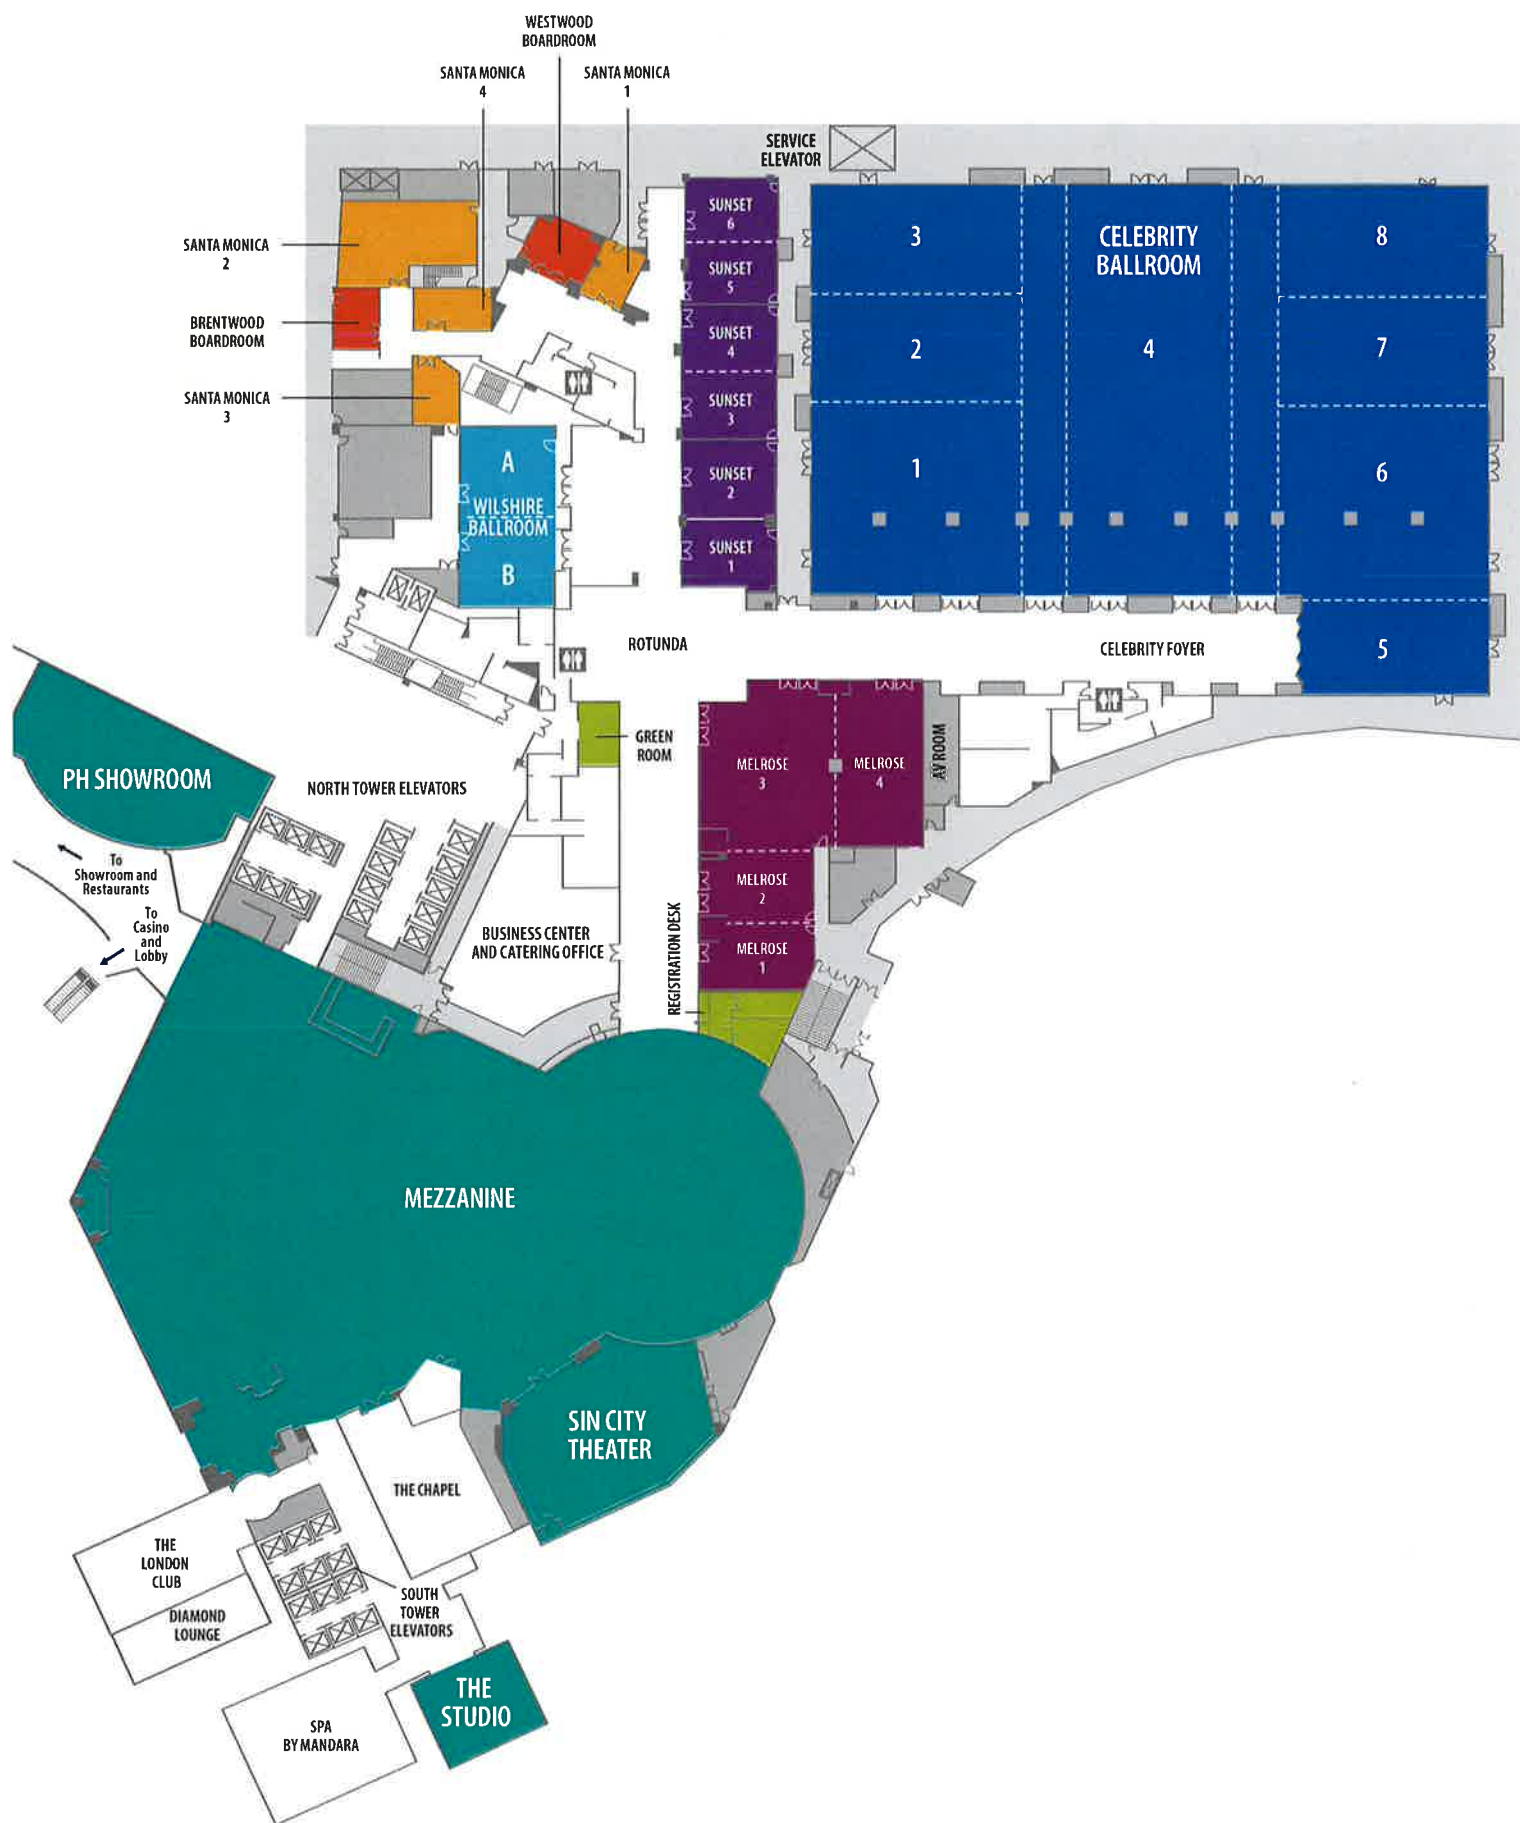 WESTWOOD
BOARDROOM
SANTA MONICA
4
SANTA MONICA
1
SERVICE
ELEVATOR
SANTA MONICA
2
BRENTWOOD
BOARDROOM
SANTA MONICA
3
SUNSET
6
SUNSET
5
SUNSET
4
SUNSET
3
SUNSET
2
SUNSET
1
3
CELEBRITY
BALLROOM
8
2
4
7
1
6
5
A
WILSHIRE
BALLROOM
B
ROTUNDA
CELEBRITY FOYER
GREEN
ROOM
MELROSE
3
MELROSE
4
AV ROOM
MELROSE
2
MELROSE
1
REGISTRATION DESK
PH SHOWROOM
NORTH TOWER ELEVATORS
To
Showroom and
Restaurants
To
Casino
and
Lobby
BUSINESS CENTER
AND CATERING OFFICE
MEZZANINE
SIN CITY
THEATER
THE CHAPEL
THE
LONDON
CLUB
DIAMOND
LOUNGE
SOUTH
TOWER
ELEVATORS
THE
STUDIO
SPA
BY MANDARA